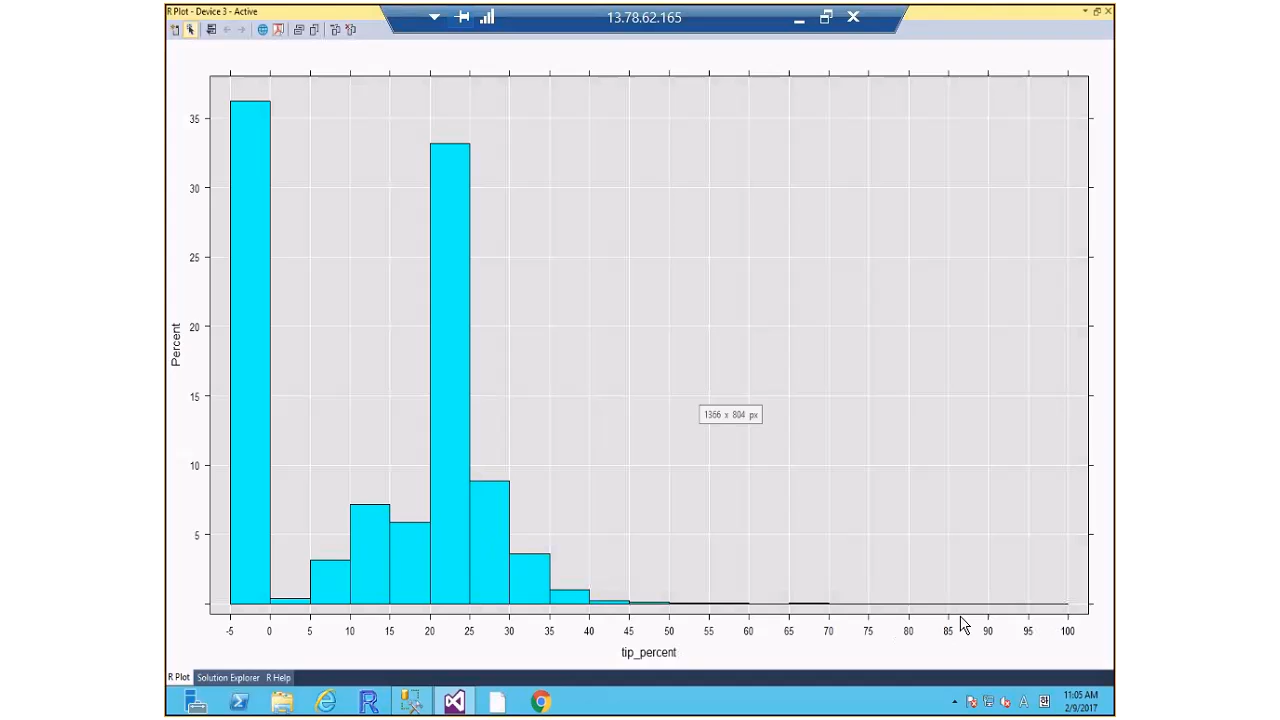 R Plot - Device 3 - Active
13.78.62.165
35
30
25
20
15
10
5
Percent
1366 x 804 px
-5 0 5 10 15 20 25 30 35 40 45 50 55 60 65 70 75 80 85 90 95 100
tip_percent
R Plot Solution Explorer R Help
A 한 11:05 AM
2/9/2017